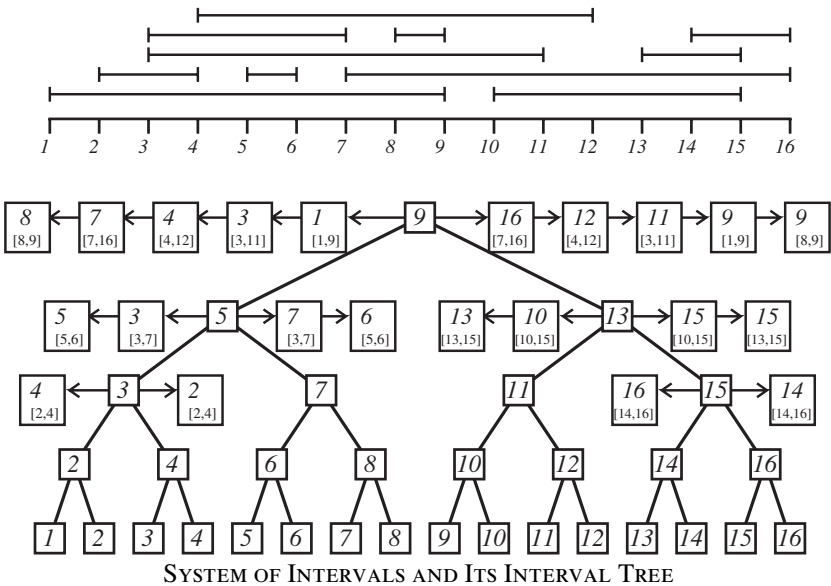 1 2 3 4 5 6 7 8 9 10 11 12 13 14 15 16
8 7 4 3 1 9 16 12 11 9 9
[8,9] [7,16] [4,12] [3,11] [1,9] [7,16] [4,12] [3,11] [1,9] [8,9]
5 3 5 7 6 13 10 13 15 15
[5,6] [3,7] [3,7] [5,6] [13,15] [10,15] [10,15] [13,15]
4 3 2 7 11 16 15 14
[2,4] [2,4] [14,16] [14,16]
2 4 6 8 10 12 14 16
1 2 3 4 5 6 7 8 9 10 11 12 13 14 15 16
SYSTEM OF INTERVALS AND ITS INTERVAL TREE